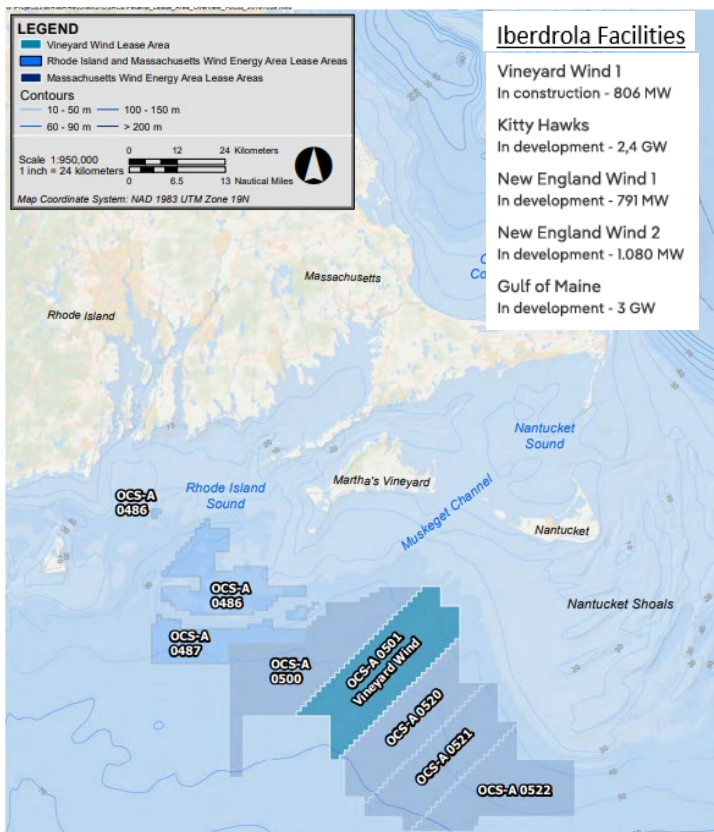 LEGEND
Vineyard Wind Lease Area
Rhode Island and Massachusetts Wind Energy Area Lease Areas
Massachusetts Wind Energy Area Lease Areas
Contours
10 - 50 m
100 - 150 m
60 - 90 m
> 200 m
Scale 1:950,000
1 inch = 24 kilometers
0 12 24 Kilometers
0 6.5 13 Nautical Miles
Map Coordinate System: NAD 1983 UTM Zone 19N
Iberdrola Facilities
Vineyard Wind 1
In construction - 806 MW
Kitty Hawks
In development - 2,4 GW
New England Wind 1
In development - 791 MW
New England Wind 2
In development - 1.080 MW
Gulf of Maine
In development - 3 GW
Massachusetts
Rhode Island
Nantucket
Sound
Martha's Vineyard
Rhode Island
Sound
OCS-A
0486
Muskeget Channel
Nantucket
OCS-A
0486
Nantucket Shoals
OCS-A
0487
OCS-A
0500
OCS-A 0501
Vineyard Wind
OCS-A 0520
OCS-A 0521
OCS-A 0522